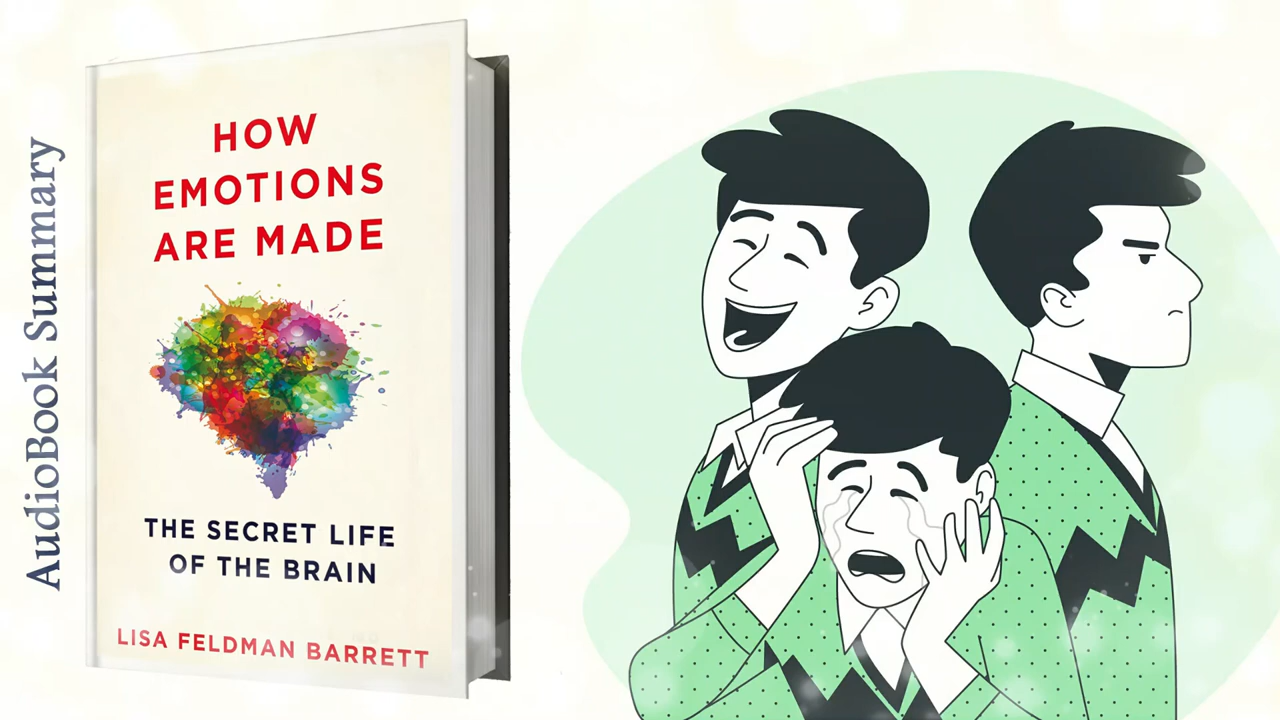 AudioBook Summary
HOW
EMOTIONS
ARE MADE
THE SECRET LIFE
OF THE BRAIN
LISA FELDMAN BARRETT